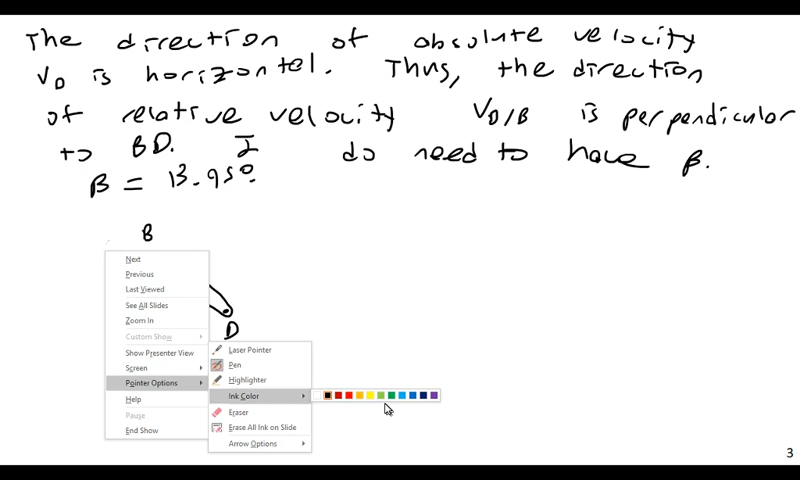 The dirrection of absolute velocity
VD is horizontal. Thus, the direction
of relative velocity VD/B is perpendicular
to BD. I do need to have β.
β = 13.95°.
B
Next
Previous
Last Viewed
See All Slides
Zoom In
Custom Show
Show Presenter View
Screen
Pointer Options
Help
Pause
End Show
D
Laser Pointer
Pen
Highlighter
Ink Color
Eraser
Erase All Ink on Slide
Arrow Options
3